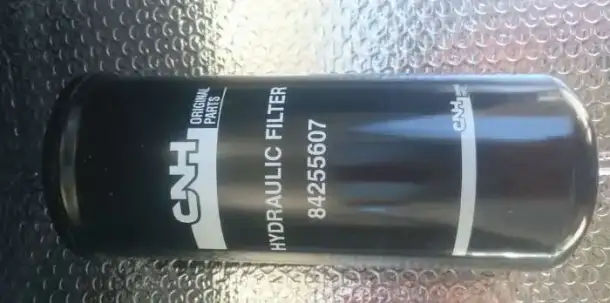 CNH
ORIGINAL
PARTS
HYDRAULIC FILTER
84255607
CNH